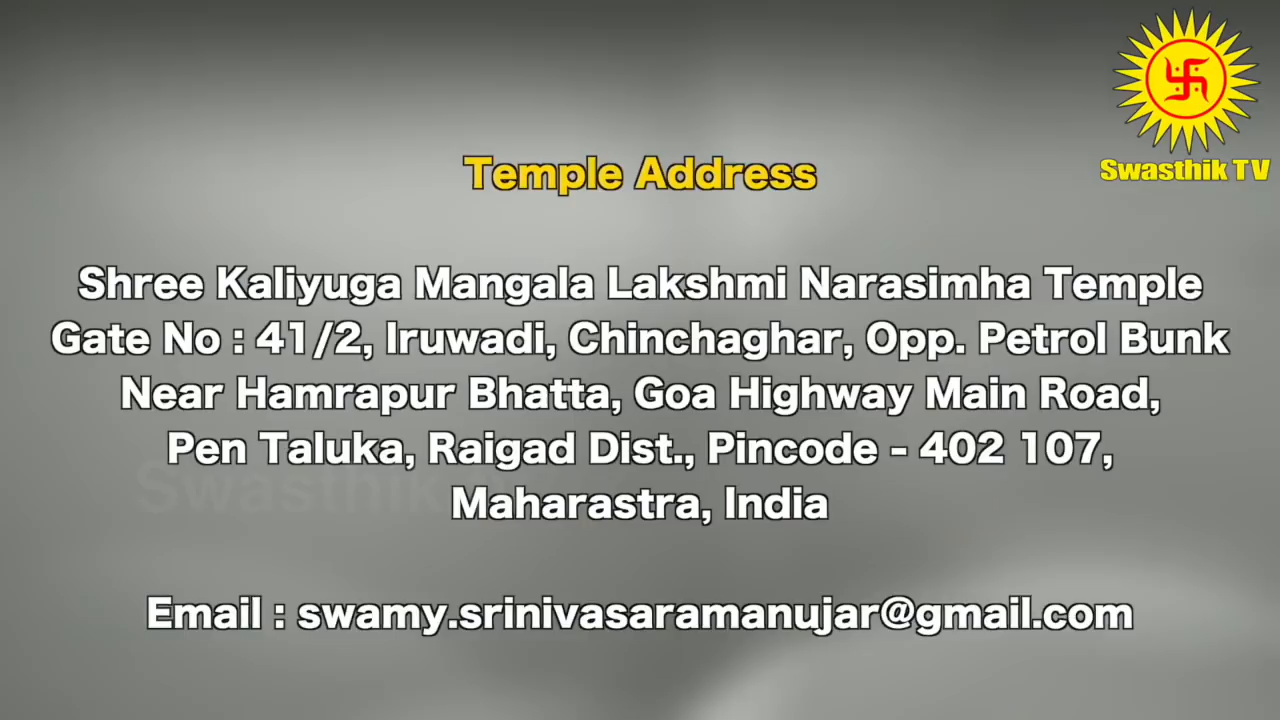 Swasthik TV
Temple Address
Shree Kaliyuga Mangala Lakshmi Narasimha Temple
Gate No : 41/2, Iruwadi, Chinchaghar, Opp. Petrol Bunk
Near Hamrapur Bhatta, Goa Highway Main Road,
Pen Taluka, Raigad Dist., Pincode - 402 107,
Maharastra, India
Swasthik
Email : swamy.srinivasaramanujar@gmail.com